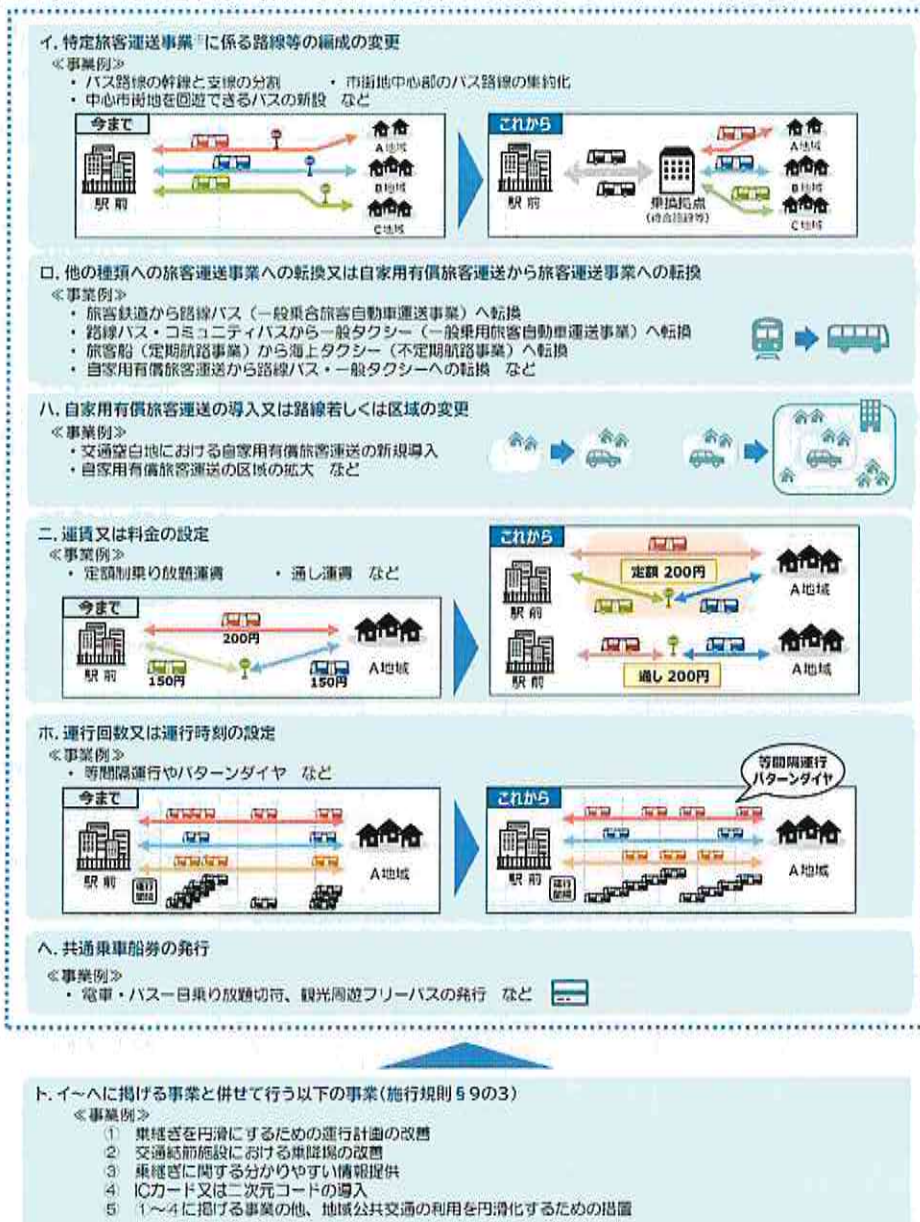 イ．特定旅客運送事業※に係る路線等の編成の変更
≪事業例≫
・ バス路線の幹線と支線の分割 ・ 市街地中心部のバス路線の集約化
・ 中心市街地を回遊できるバスの新設 など
今まで
駅前
A地域
B地域
C地域
これから
駅前
乗換拠点
(待合施設等)
A地域
B地域
C地域
ロ．他の種類への旅客運送事業への転換又は自家用有償旅客運送から旅客運送事業への転換
≪事業例≫
・ 旅客鉄道から路線バス（一般乗合旅客自動車運送事業）へ転換
・ 路線バス・コミュニティバスから一般タクシー（一般乗用旅客自動車運送事業）へ転換
・ 旅客船（定期航路事業）から海上タクシー（不定期航路事業）へ転換
・ 自家用有償旅客運送から路線バス・一般タクシーへの転換 など
ハ．自家用有償旅客運送の導入又は路線若しくは区域の変更
≪事業例≫
・交通空白地における自家用有償旅客運送の新規導入
・自家用有償旅客運送の区域の拡大 など
ニ．運賃又は料金の設定
≪事業例≫
・ 定額制乗り放題運賃 ・ 通し運賃 など
今まで
駅前
200円
150円
150円
A地域
これから
駅前
定額 200円
A地域
駅前
通し 200円
A地域
ホ．運行回数又は運行時刻の設定
≪事業例≫
・ 等間隔運行やパターンダイヤ など
今まで
駅前
A地域
運行間隔
これから
等間隔運行
パターンダイヤ
駅前
A地域
運行間隔
ヘ．共通乗車船券の発行
≪事業例≫
・ 電車・バス一日乗り放題切符、観光周遊フリーパスの発行 など
ト．イ～ヘに掲げる事業と併せて行う以下の事業(施行規則§9の3)
≪事業例≫
① 乗継ぎを円滑にするための運行計画の改善
② 交通結節施設における乗降場の改善
③ 乗継ぎに関する分かりやすい情報提供
④ ICカード又は二次元コードの導入
⑤ 1～4に掲げる事業の他、地域公共交通の利用を円滑化するための措置